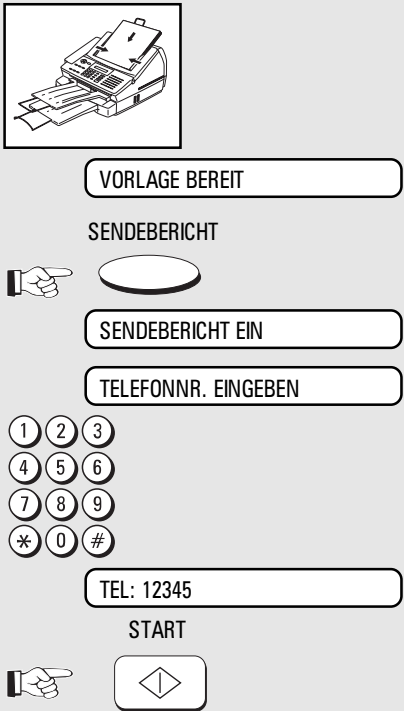 VORLAGE BEREIT
SENDEBERICHT
SENDEBERICHT EIN
TELEFONNR. EINGEBEN
1 2 3
4 5 6
7 8 9
* 0 #
TEL: 12345
START